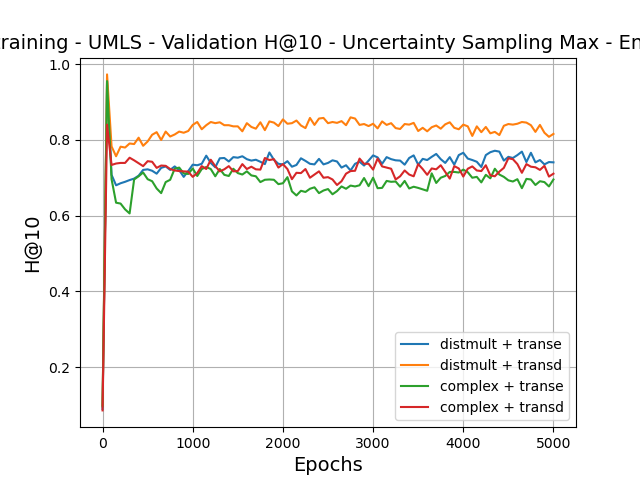 training - UMLS - Validation H@10 - Uncertainty Sampling Max - En
1.0
0.8
0.6
0.4
0.2
H@10
0 1000 2000 3000 4000 5000
Epochs
distmult + transe
distmult + transd
complex + transe
complex + transd